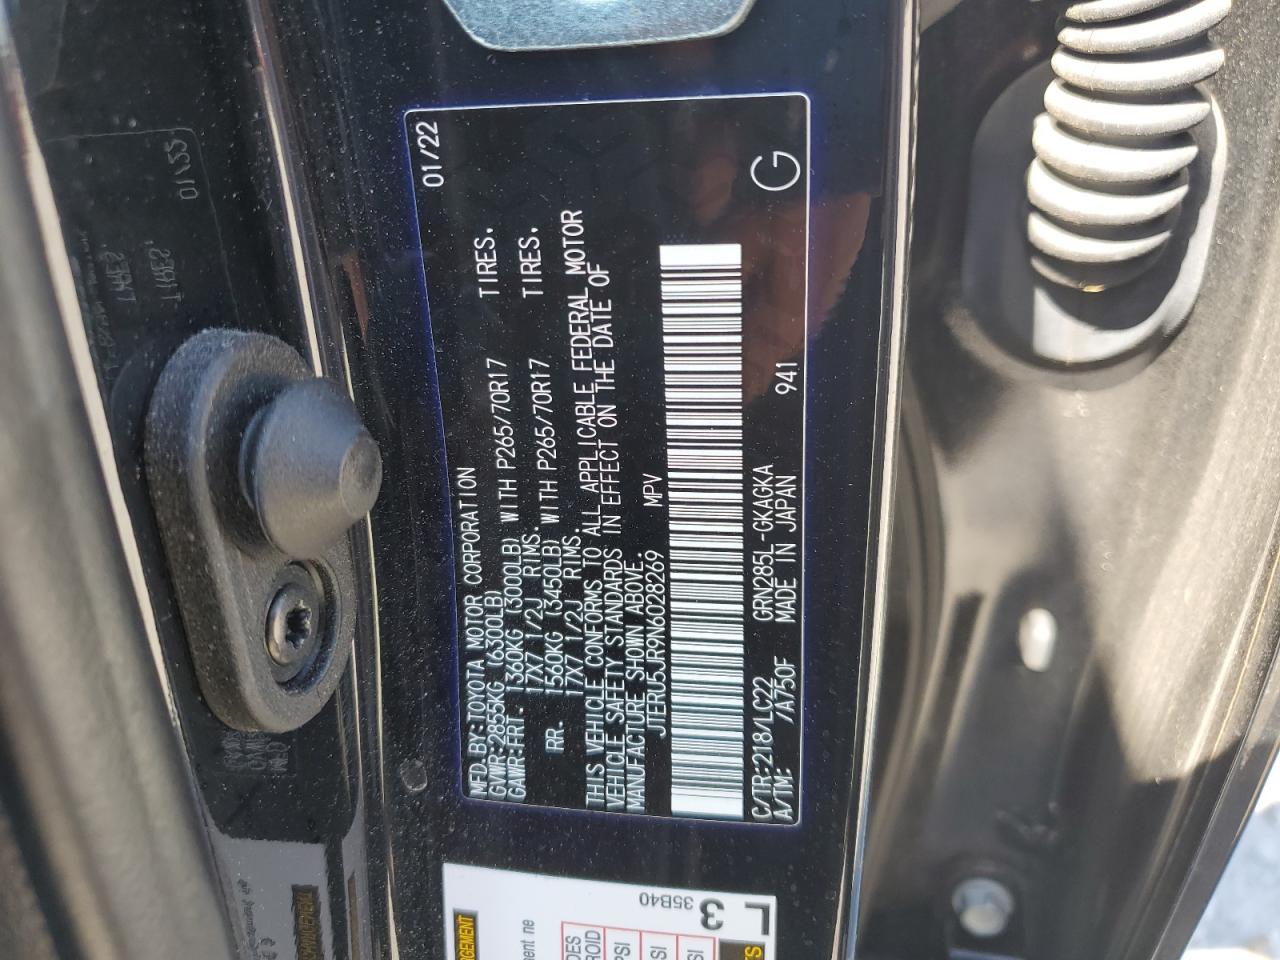 MFD. BY: TOYOTA MOTOR CORPORATION 01/22
GVWR: 2855KG (6300LB)
GAWR: FRT. 1360KG (3000LB) WITH P265/70R17 TIRES.
17X7 1/2J RIMS.
RR. 1560KG (3450LB) WITH P265/70R17 TIRES.
17X7 1/2J RIMS.
THIS VEHICLE CONFORMS TO ALL APPLICABLE FEDERAL MOTOR
VEHICLE SAFETY STANDARDS IN EFFECT ON THE DATE OF
MANUFACTURE SHOWN ABOVE.
JTERU5JR9N6028269 MPV
C/TR: 218/LC22 GRN285L-GKAGKA
A/TM: /A750F MADE IN JAPAN 941 G
35B40
3
PSI